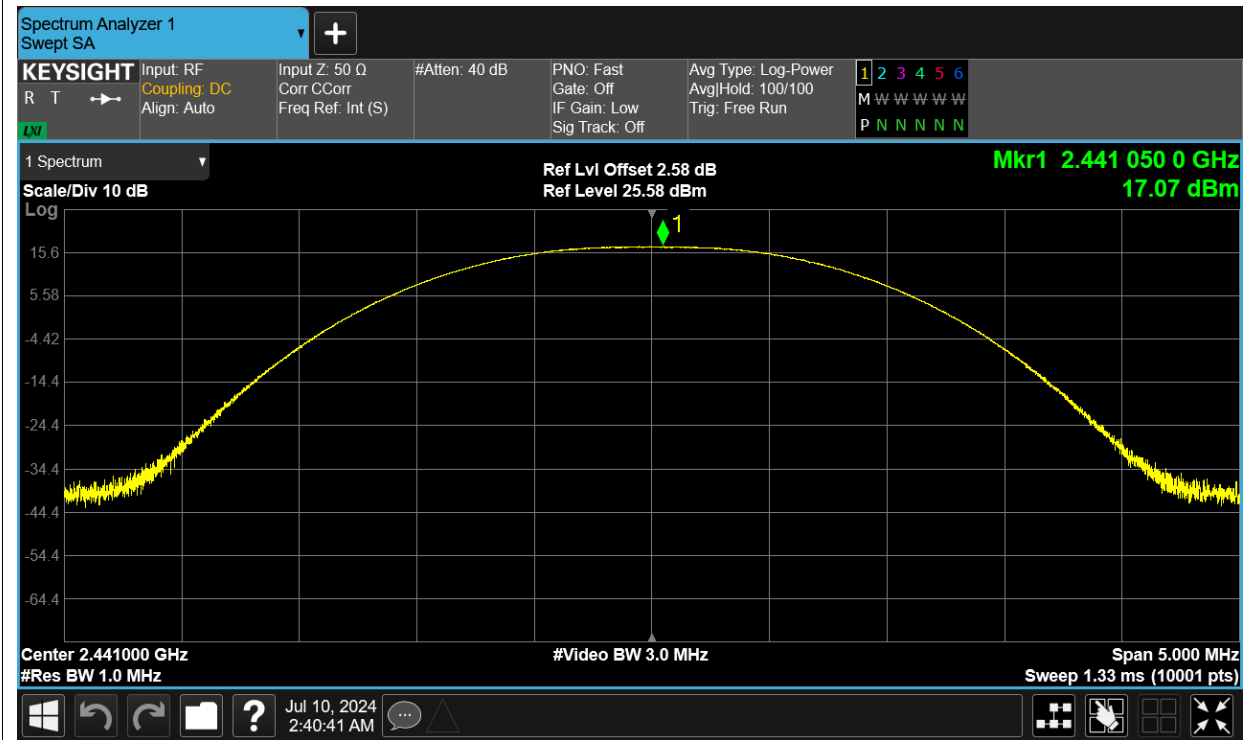 Spectrum Analyzer 1
Swept SA
+
KEYSIGHT
R T
LXI
Input: RF
Coupling: DC
Align: Auto
Input Z: 50 Ω
Corr CCorr
Freq Ref: Int (S)
#Atten: 40 dB
PNO: Fast
Gate: Off
IF Gain: Low
Sig Track: Off
Avg Type: Log-Power
Avg|Hold: 100/100
Trig: Free Run
1 2 3 4 5 6
M W W W W W
P N N N N N
1 Spectrum
Scale/Div 10 dB
Log
Ref Lvl Offset 2.58 dB
Ref Level 25.58 dBm
Mkr1 2.441 050 0 GHz
17.07 dBm
1
15.6
5.58
-4.42
-14.4
-24.4
-34.4
-44.4
-54.4
-64.4
Center 2.441000 GHz
#Video BW 3.0 MHz
Span 5.000 MHz
#Res BW 1.0 MHz
Sweep 1.33 ms (10001 pts)
?
Jul 10, 2024
2:40:41 AM